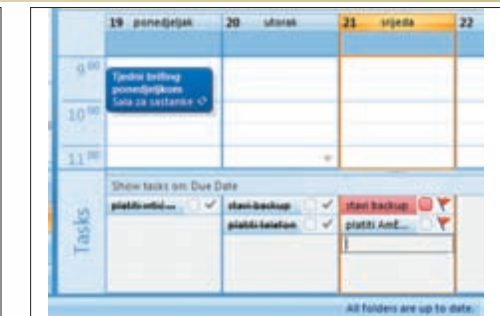 19 ponedjeljak 20 utorak 21 srijeda 22
9 00
Tjedni brifing
ponedjeljkom
Sala za sastanke
10 00
11 00
Tasks
Show tasks on: Due Date
platiti
stavi backup
stavi backup
platiti telefon
platiti AmE...
All folders are up to date.